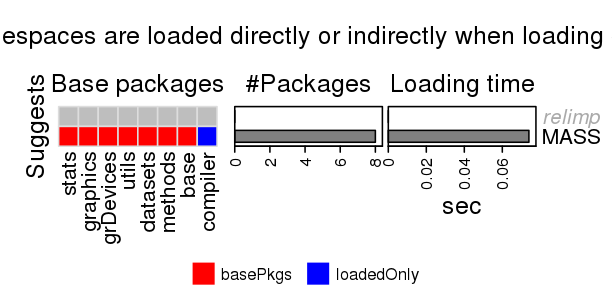 espaces are loaded directly or indirectly when loading
Base packages #Packages Loading time
Suggests
relimp
MASS
stats
graphics
grDevices
utils
datasets
methods
base
compiler
0 2 4 6 8
0 0.02 0.04 0.06
sec
basePkgs loadedOnly